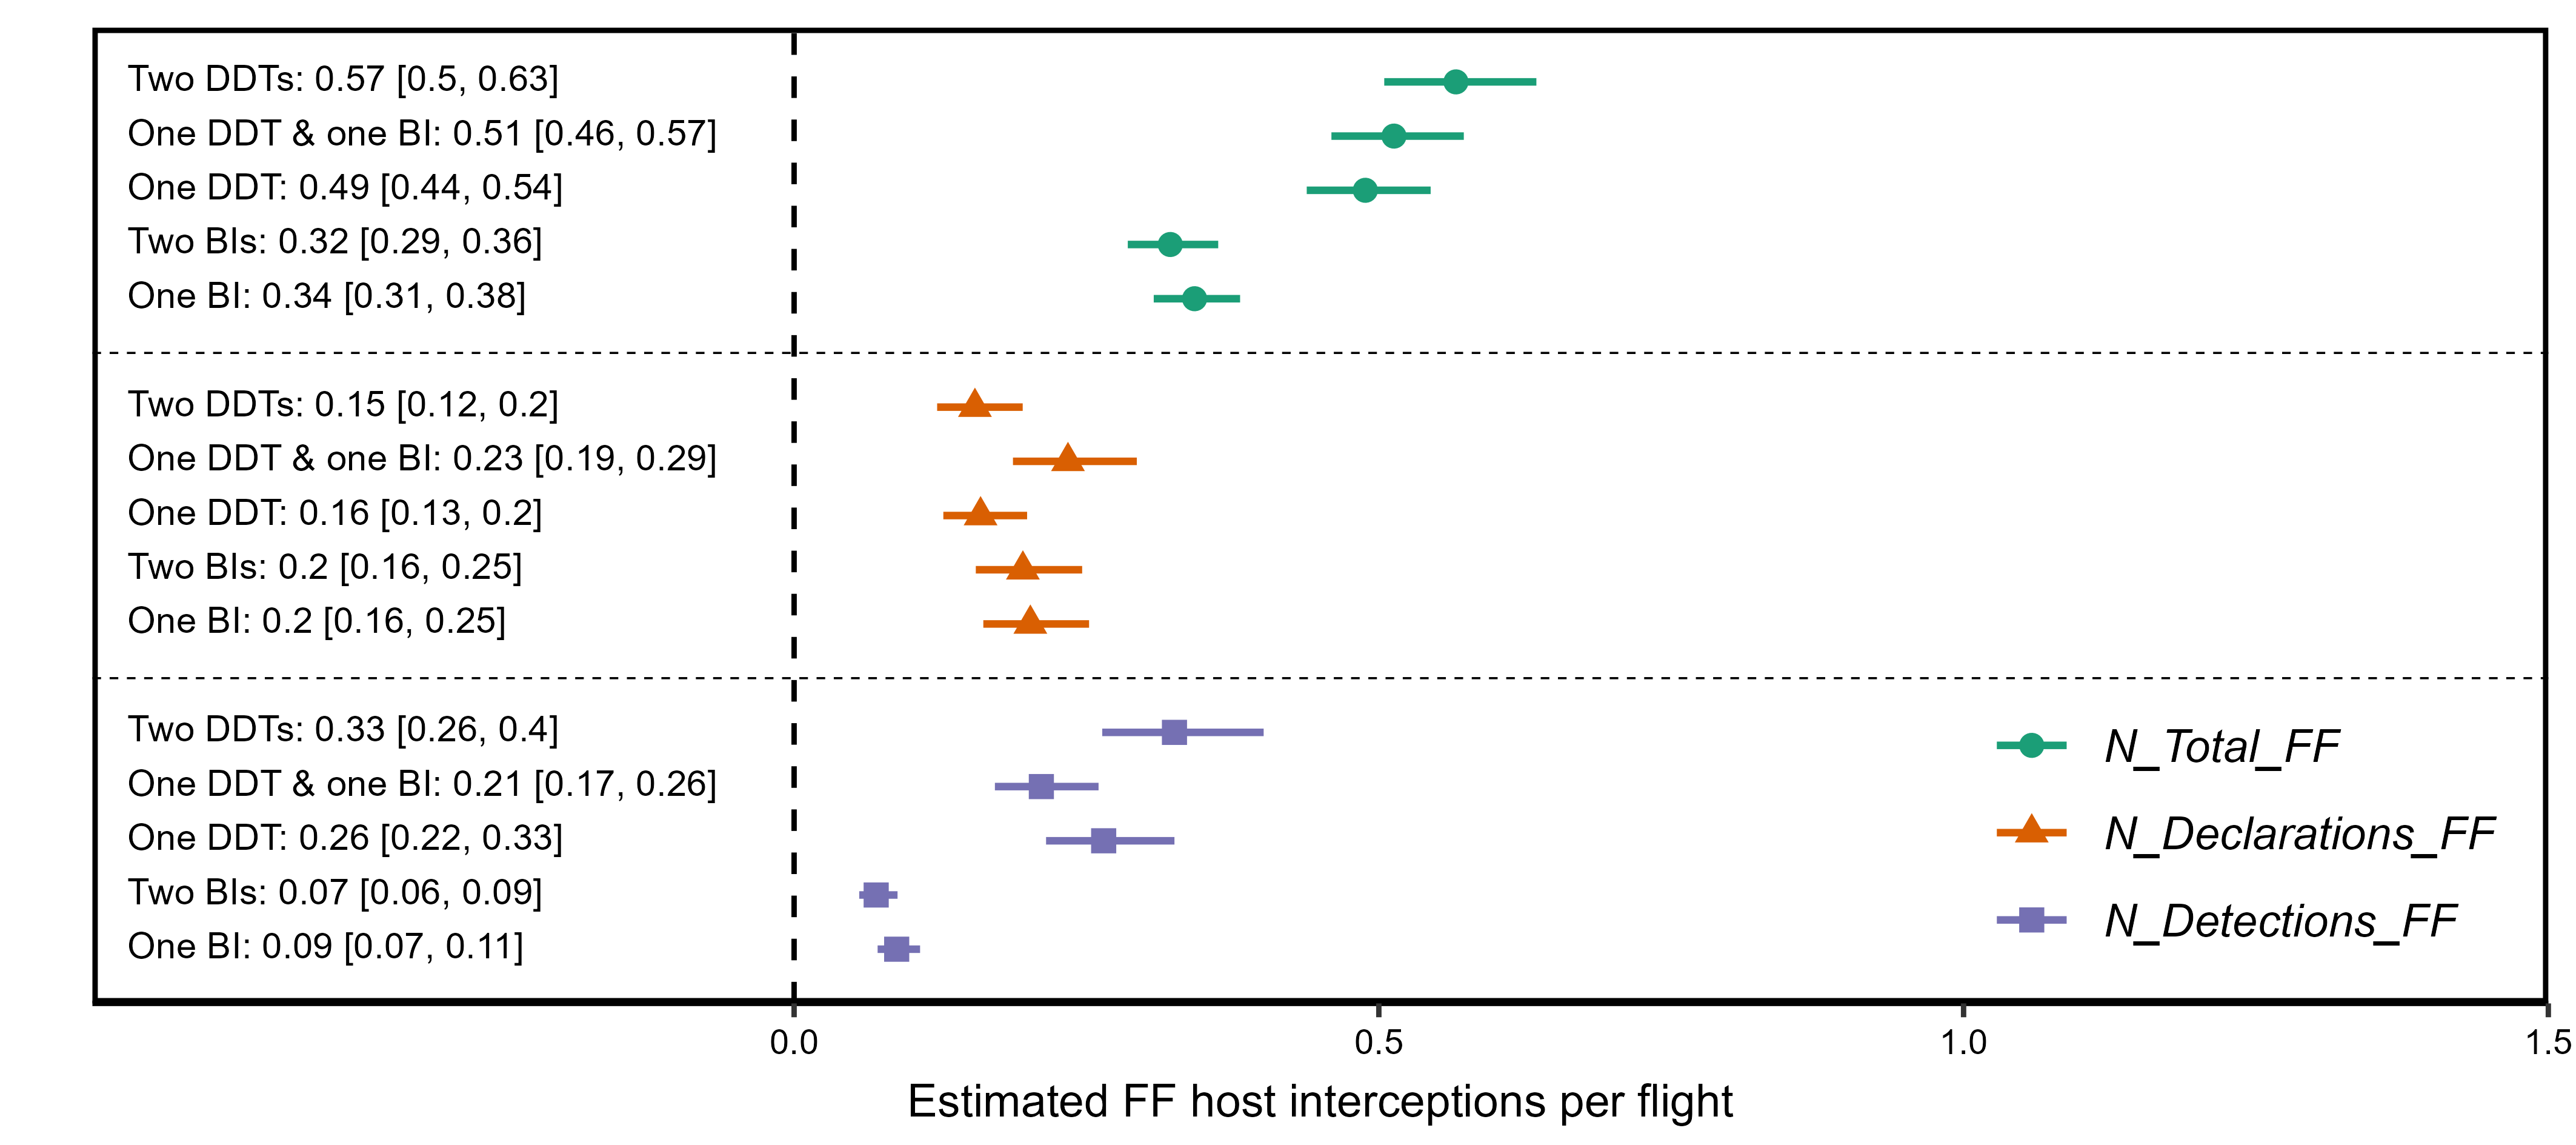 Two DDTs: 0.57 [0.5, 0.63]
One DDT & one BI: 0.51 [0.46, 0.57]
One DDT: 0.49 [0.44, 0.54]
Two BIs: 0.32 [0.29, 0.36]
One BI: 0.34 [0.31, 0.38]
Two DDTs: 0.15 [0.12, 0.2]
One DDT & one BI: 0.23 [0.19, 0.29]
One DDT: 0.16 [0.13, 0.2]
Two BIs: 0.2 [0.16, 0.25]
One BI: 0.2 [0.16, 0.25]
Two DDTs: 0.33 [0.26, 0.4]
One DDT & one BI: 0.21 [0.17, 0.26]
One DDT: 0.26 [0.22, 0.33]
Two BIs: 0.07 [0.06, 0.09]
One BI: 0.09 [0.07, 0.11]
N_Total_FF
N_Declarations_FF
N_Detections_FF
0.0 0.5 1.0 1.5
Estimated FF host interceptions per flight